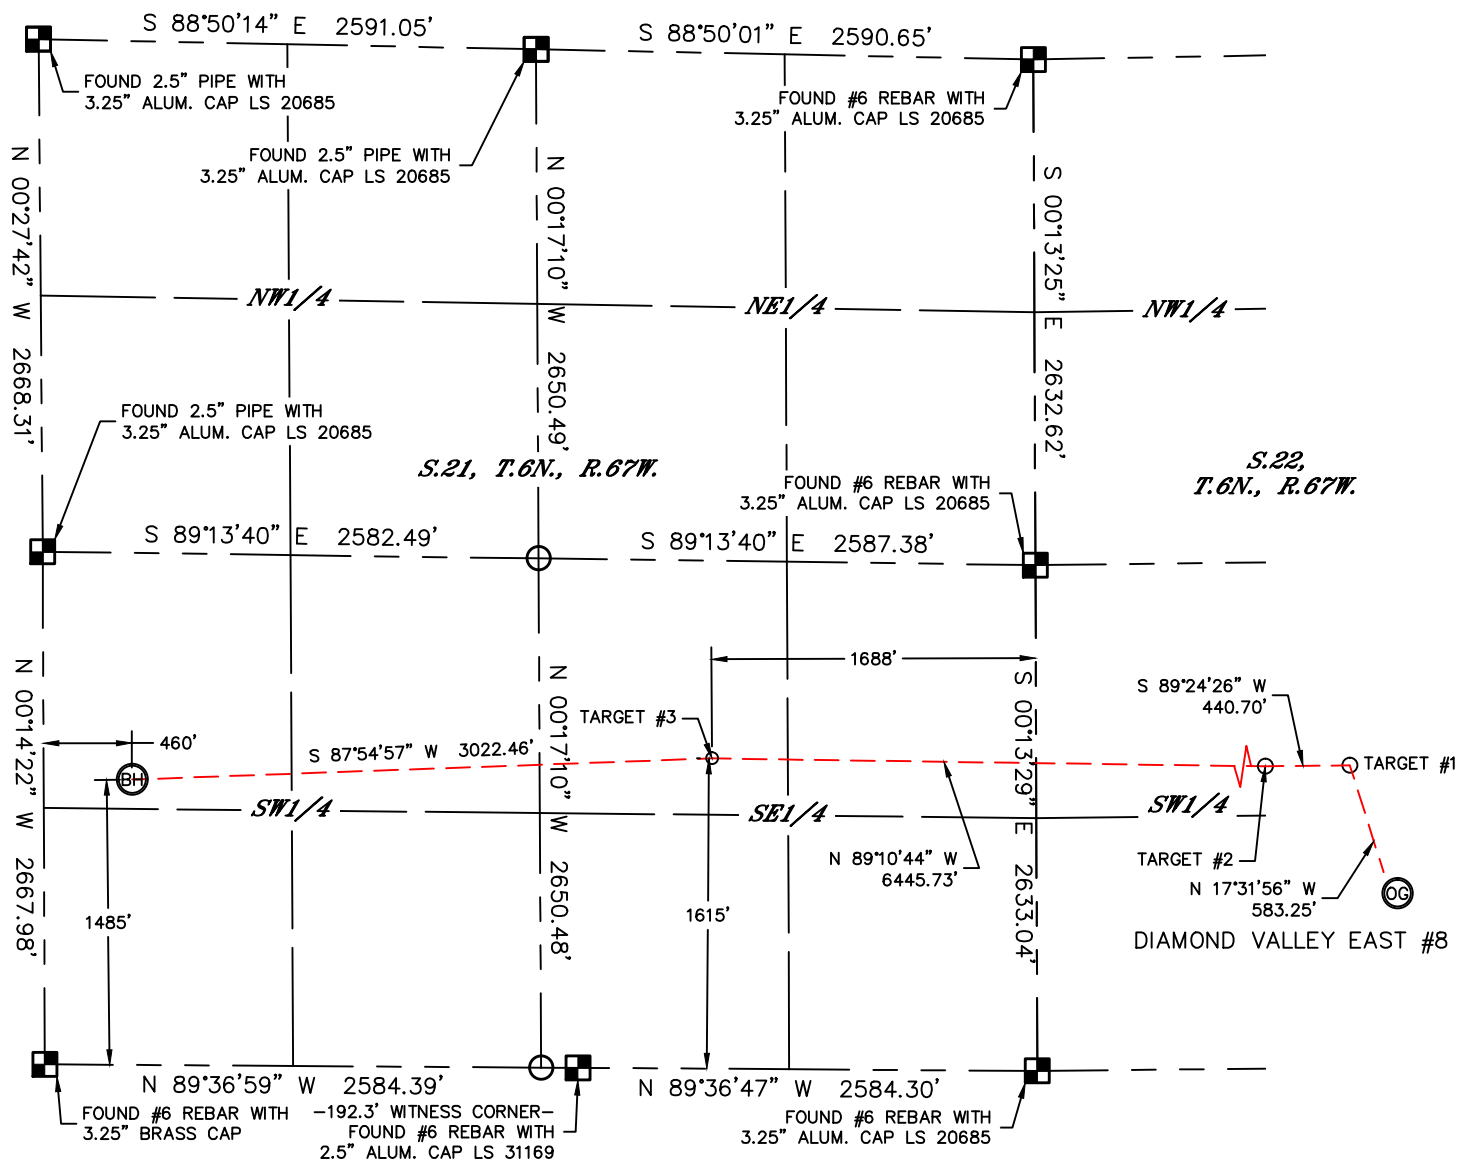 S 88°50'14" E 2591.05'
S 88°50'01" E 2590.65'
FOUND 2.5" PIPE WITH
3.25" ALUM. CAP LS 20685
FOUND 2.5" PIPE WITH
3.25" ALUM. CAP LS 20685
FOUND #6 REBAR WITH
3.25" ALUM. CAP LS 20685
N 00°27'42" W 2668.31'
N 00°17'10" W 2650.49'
S 00°13'25" E 2632.62'
NW1/4
NE1/4
NW1/4
FOUND 2.5" PIPE WITH
3.25" ALUM. CAP LS 20685
S.21, T.6N., R.67W.
S.22,
T.6N., R.67W.
FOUND #6 REBAR WITH
3.25" ALUM. CAP LS 20685
S 89°13'40" E 2582.49'
S 89°13'40" E 2587.38'
N 00°14'22" W 2667.98'
N 00°17'10" W 2650.48'
S 00°13'29" E 2633.04'
1688'
S 89°24'26" W
440.70'
TARGET #3
460'
S 87°54'57" W 3022.46'
BH
TARGET #1
SW1/4
SE1/4
SW1/4
N 89°10'44" W
6445.73'
TARGET #2
N 17°31'56" W
583.25'
OG
1485'
1615'
DIAMOND VALLEY EAST #8
N 89°36'59" W 2584.39'
N 89°36'47" W 2584.30'
FOUND #6 REBAR WITH
3.25" BRASS CAP
-192.3' WITNESS CORNER-
FOUND #6 REBAR WITH
2.5" ALUM. CAP LS 31169
FOUND #6 REBAR WITH
3.25" ALUM. CAP LS 20685